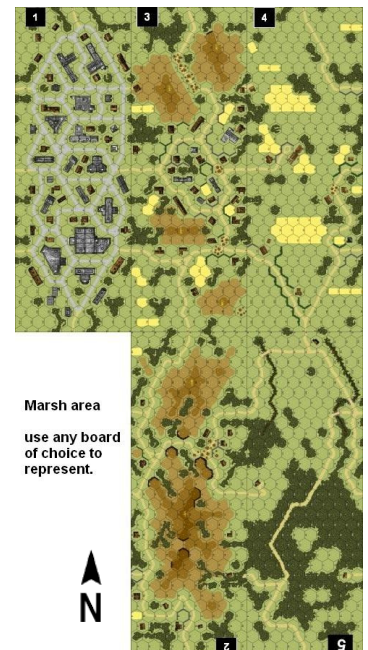 1 3 4
Marsh area
use any board
of choice to
represent.
N
2 5